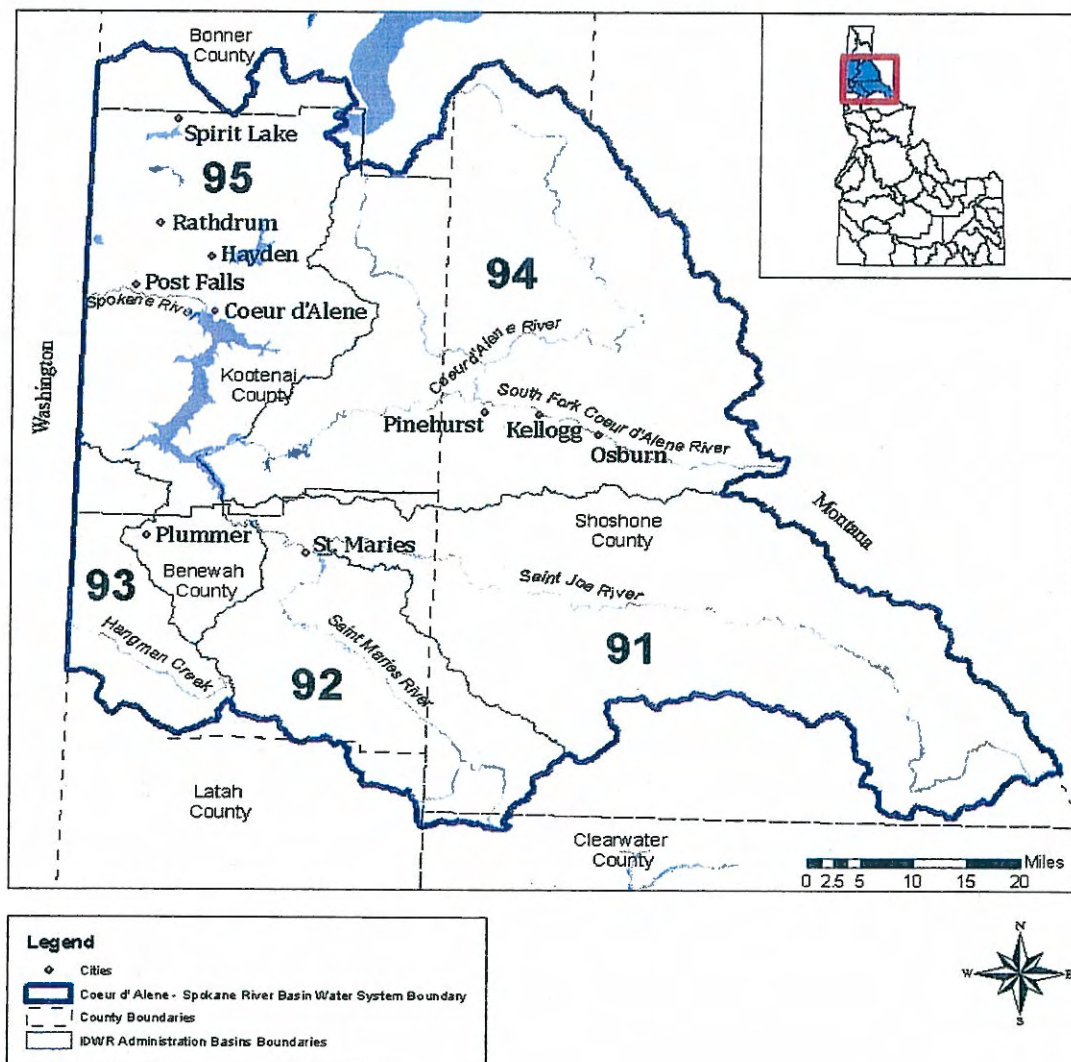 Bonner
County
Spirit Lake
95
Rathdrum
Hayden
Post Falls
Spokane River
Coeur d'Alene
94
Coeur d'Alene River
Kootenai
County
South Fork Coeur d'Alene River
Pinehurst
Kellogg
Osburn
Washington
Montana
Shoshone
County
Plummer
St. Maries
Benewah
County
93
Saint Joe River
Hangman Creek
Saint Maries River
92
91
Latah
County
Clearwater
County
Miles
0 2.5 5 10 15 20
Legend
Cities
Coeur d' Alene - Spokane River Basin Water System Boundary
County Boundaries
IDWR Administration Basins Boundaries
N
W
E
S